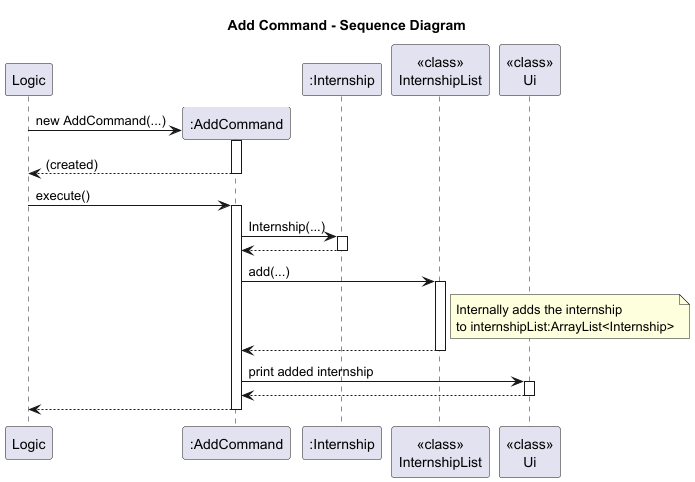 Add Command - Sequence Diagram
Logic
:Internship
«class»
InternshipList
«class»
Ui
new AddCommand(...)
:AddCommand
(created)
execute()
Internship(...)
add(...)
Internally adds the internship
to internshipList:ArrayList<Internship>
print added internship
Logic
:AddCommand
:Internship
«class»
InternshipList
«class»
Ui